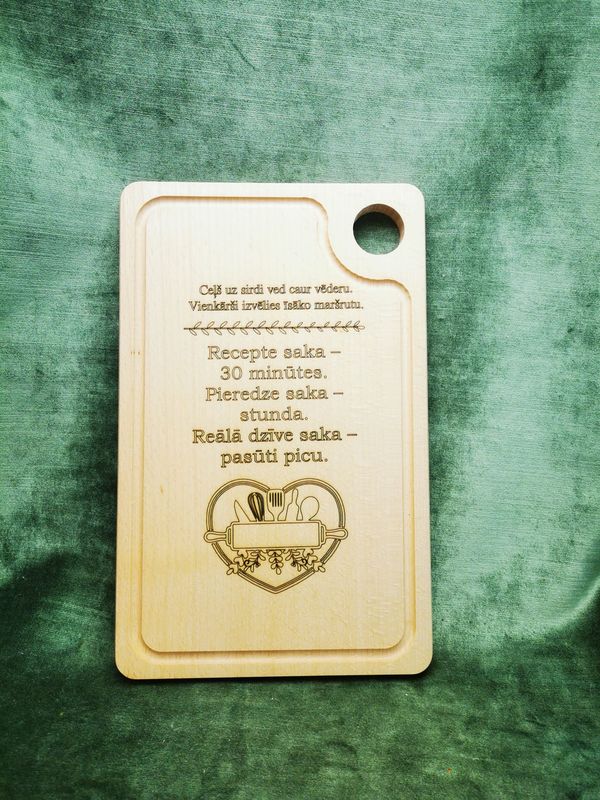 Ceļš uz sirdi ved caur vēderu.
Vienkārši izvēlies īsāko maršrutu.
Recepte saka –
30 minūtes.
Pieredze saka –
stunda.
Reālā dzīve saka –
pasūti picu.